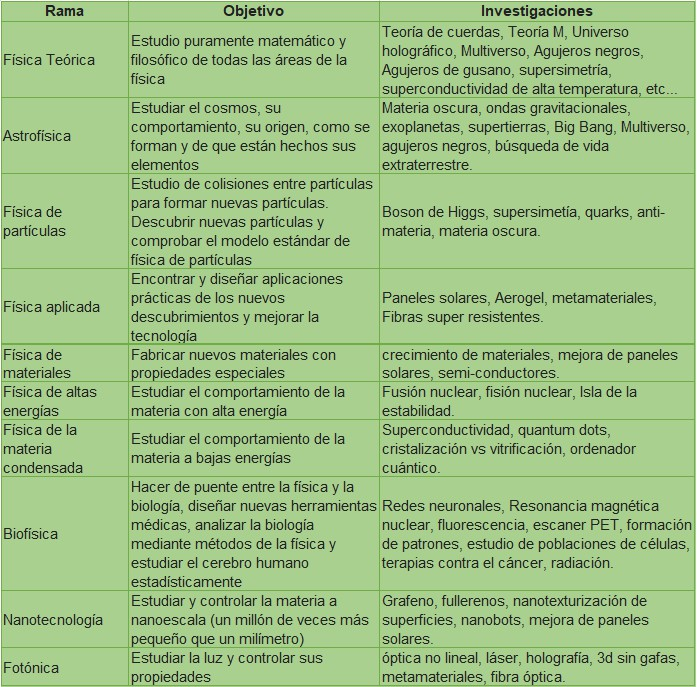 Rama Objetivo Investigaciones
Física Teórica
Estudio puramente matemático y
filosófico de todas las áreas de la
física
Teoría de cuerdas, Teoría M, Universo
holográfico, Multiverso, Agujeros negros,
Agujeros de gusano, supersimetría,
superconductividad de alta temperatura, etc...
Astrofísica
Estudiar el cosmos, su
comportamiento, su origen, como se
forman y de que están hechos sus
elementos
Materia oscura, ondas gravitacionales,
exoplanetas, supertierras, Big Bang, Multiverso,
agujeros negros, búsqueda de vida
extraterrestre.
Física de
partículas
Estudio de colisiones entre partículas
para formar nuevas partículas.
Descubrir nuevas partículas y
comprobar el modelo estándar de
física de partículas
Boson de Higgs, supersimetía, quarks, anti-
materia, materia oscura.
Física aplicada
Encontrar y diseñar aplicaciones
prácticas de los nuevos
descubrimientos y mejorar la
tecnología
Paneles solares, Aerogel, metamateriales,
Fibras super resistentes.
Física de
materiales
Fabricar nuevos materiales con
propiedades especiales
crecimiento de materiales, mejora de paneles
solares, semi-conductores.
Física de altas
energías
Estudiar el comportamiento de la
materia con alta energía
Fusión nuclear, fisión nuclear, Isla de la
estabilidad.
Física de la
materia
condensada
Estudiar el comportamiento de la
materia a bajas energías
Superconductividad, quantum dots,
cristalización vs vitrificación, ordenador
cuántico.
Biofísica
Hacer de puente entre la física y la
biología, diseñar nuevas herramientas
médicas, analizar la biología
mediante métodos de la física y
estudiar el cerebro humano
estadísticamente
Redes neuronales, Resonancia magnética
nuclear, fluorescencia, escaner PET, formación
de patrones, estudio de poblaciones de células,
terapias contra el cáncer, radiación.
Nanotecnología
Estudiar y controlar la materia a
nanoescala (un millón de veces más
pequeño que un milímetro)
Grafeno, fullerenos, nanotexturización de
superficies, nanobots, mejora de paneles
solares.
Fotónica
Estudiar la luz y controlar sus
propiedades
óptica no lineal, láser, holografía, 3d sin gafas,
metamateriales, fibra óptica.